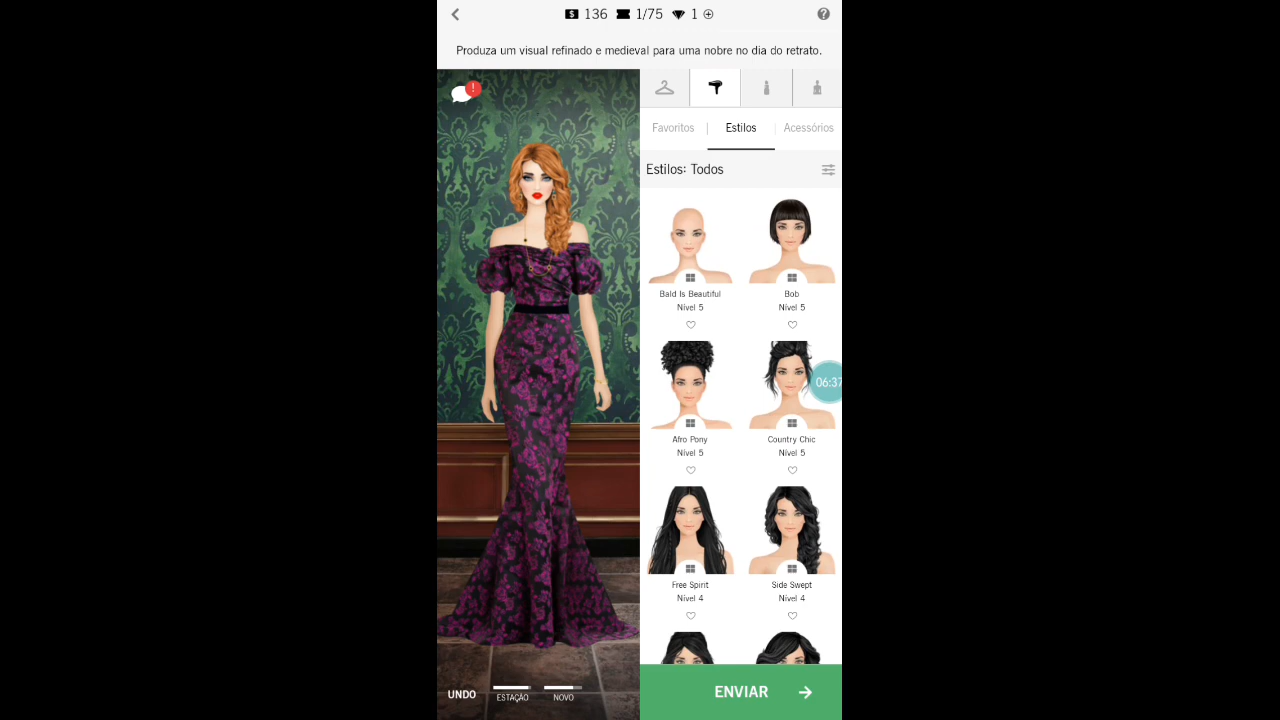 $ 136 1/75 1
Produza um visual refinado e medieval para uma nobre no dia do retrato.
!
Favoritos Estilos Acessórios
Estilos: Todos
Bald Is Beautiful Bob
Nível 5 Nível 5
06:37
Afro Pony Country Chic
Nível 5 Nível 5
Free Spirit Side Swept
Nível 4 Nível 4
UNDO ESTAÇÃO NOVO
ENVIAR